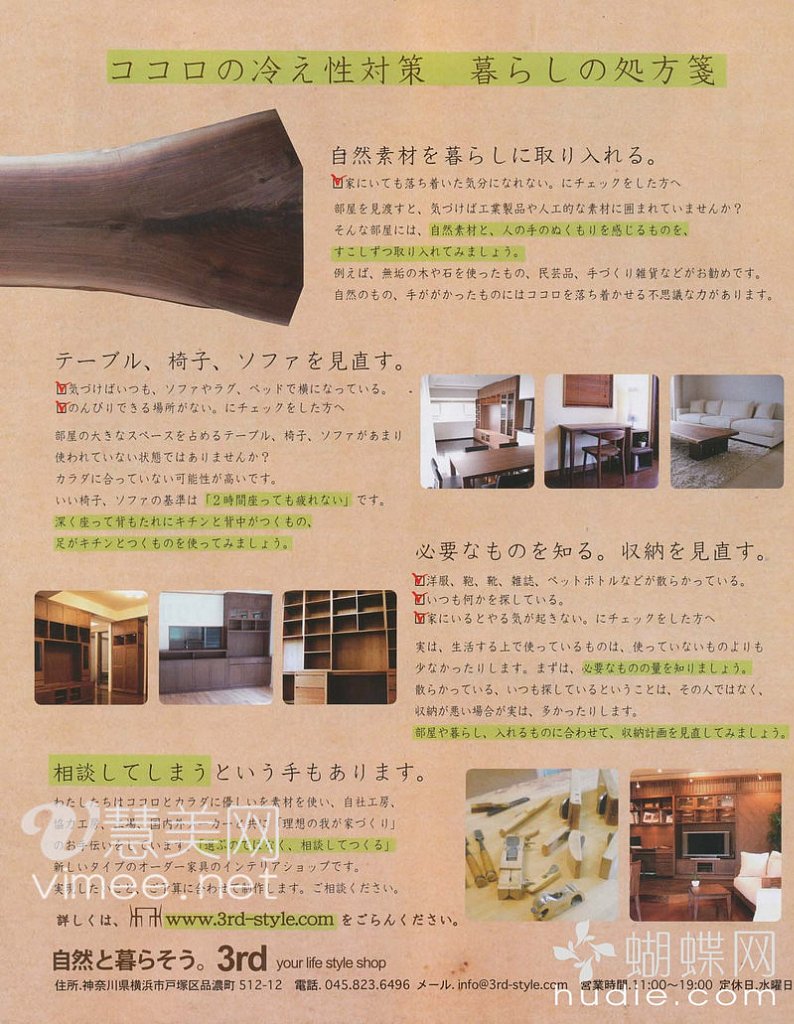 ココロの冷え性対策　暮らしの処方箋
自然素材を暮らしに取り入れる。
家にいても落ち着いた気分になれない。にチェックをした方へ
部屋を見渡すと、気づけば工業製品や人工的な素材に囲まれていませんか？
そんな部屋には、自然素材と、人の手のぬくもりを感じるものを、
すこしずつ取り入れてみましょう。
例えば、無垢の木や石を使ったもの、民芸品、手づくり雑貨などがお勧めです。
自然のもの、手ががかったものにはココロを落ち着かせる不思議な力があります。
テーブル、椅子、ソファを見直す。
気づけばいつも、ソファやラグ、ベッドで横になっている。
のんびりできる場所がない。にチェックをした方へ
部屋の大きなスペースを占めるテーブル、椅子、ソファがあまり
使われていない状態ではありませんか？
カラダに合っていない可能性が高いです。
いい椅子、ソファの基準は「２時間座っても疲れない」です。
深く座って背もたれにキチンと背中がつくもの、
足がキチンとつくものを使ってみましょう。
必要なものを知る。収納を見直す。
洋服、鞄、靴、雑誌、ペットボトルなどが散らかっている。
いつも何かを探している。
家にいるとやる気が起きない。にチェックをした方へ
実は、生活する上で使っているものは、使っていないものよりも
少なかったりします。まずは、必要なものの量を知りましょう。
散らかっている、いつも探しているということは、その人ではなく、
収納が悪い場合が実は、多かったりします。
部屋や暮らし、入れるものに合わせて、収納計画を見直してみましょう。
相談してしまうという手もあります。
わたしたちはココロとカラダに優しいを素材を使い、自社工房、
協力工房、国内外と共に「理想の我が家づくり」
のお手伝いをしています「選ぶのではなく、相談してつくる」
新しいタイプのオーダー家具のインテリアショップです。
ご予算に合わせて制作します。ご相談ください。
詳しくは、www.3rd-style.com をごらんください。
自然と暮らそう。3rd your life style shop
住所.神奈川県横浜市戸塚区品濃町 512-12　電話. 045.823.6496　メール. info@3rd-style.com　営業時間.11:00〜19:00　定休日.水曜日
慧美网
vimee.net
蝴蝶网
nudie.com